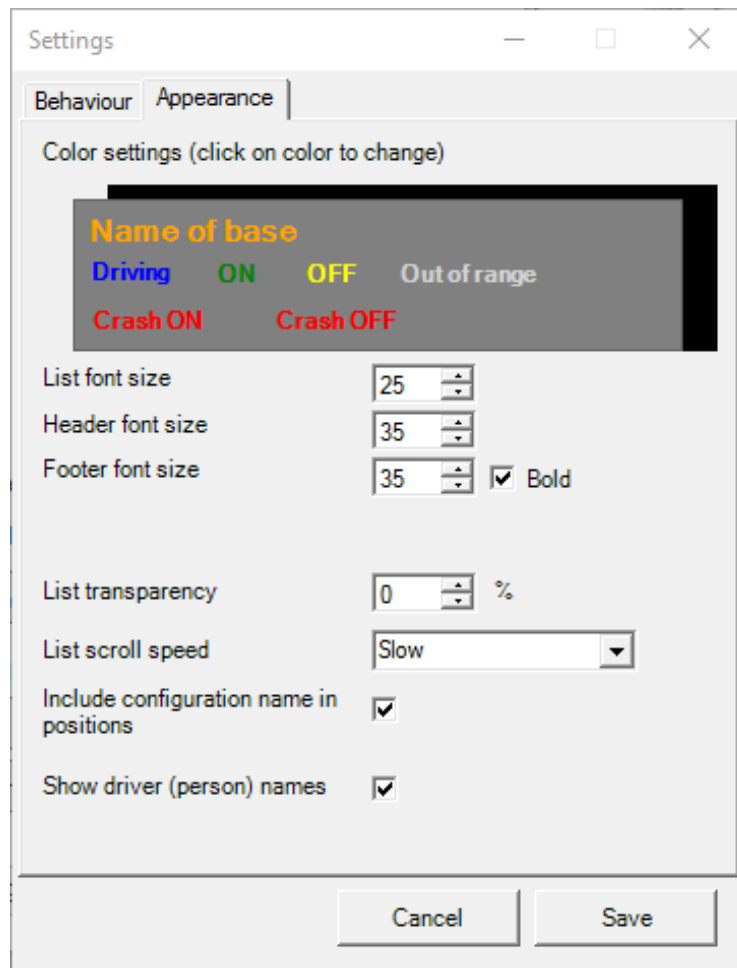 Settings
Behaviour Appearance
Color settings (click on color to change)
Name of base
Driving ON OFF Out of range
Crash ON Crash OFF
List font size 25
Header font size 35
Footer font size 35 Bold
List transparency 0 %
List scroll speed Slow
Include configuration name in
positions
Show driver (person) names
Cancel Save